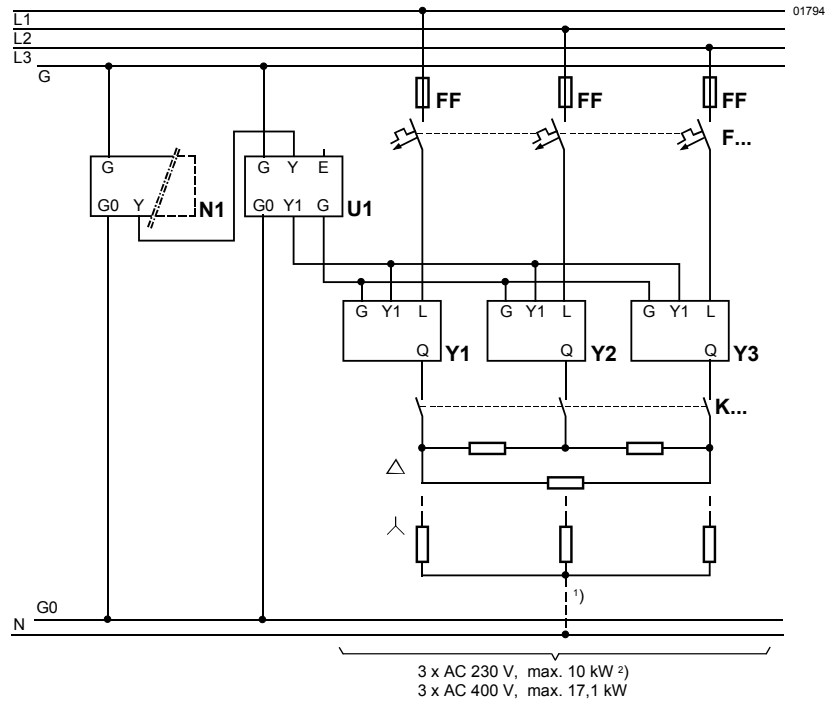 01794
L1
L2
L3
G
FF FF FF
F...
G
G Y E
G0 Y N1
G0 Y1 G U1
G Y1 L G Y1 L G Y1 L
Q Y1 Q Y2 Q Y3
K...
¹)
G0
N
3 x AC 230 V, max. 10 kW ²)
3 x AC 400 V, max. 17,1 kW